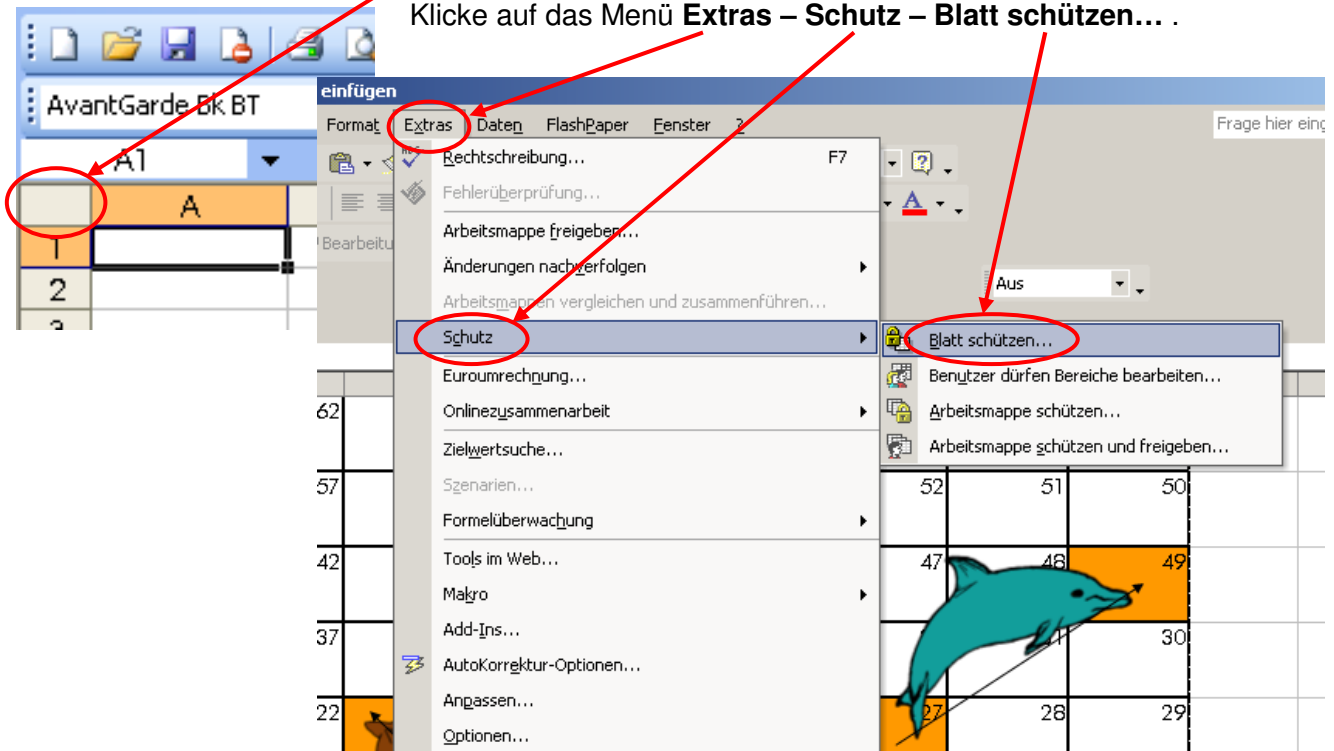 Klicke auf das Menü Extras – Schutz – Blatt schützen… .
AvantGarde Bk BT
A1
A
1
2
3
einfügen
Format Extras Daten FlashPaper Fenster ?
Frage hier eing
Rechtschreibung... F7
Fehlerüberprüfung...
Arbeitsmappe freigeben...
Bearbeitu
Änderungen nachverfolgen
Arbeitsmappen vergleichen und zusammenführen...
Aus
Schutz
Blatt schützen...
Euroumrechnung...
Benutzer dürfen Bereiche bearbeiten...
Onlinezusammenarbeit
Arbeitsmappe schützen...
Zielwertsuche...
Arbeitsmappe schützen und freigeben...
Szenarien...
Formelüberwachung
Tools im Web...
Makro
Add-Ins...
AutoKorrektur-Optionen...
Anpassen...
Optionen...
62
57 52 51 50
42 47 48 49
37 30
22 27 28 29